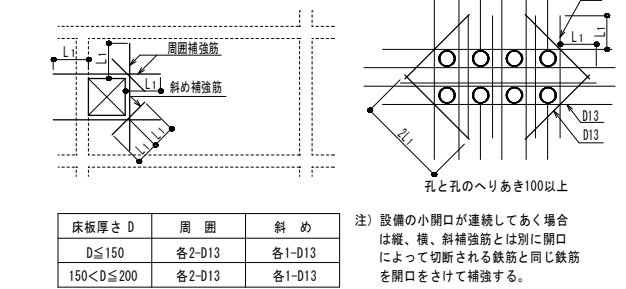 L1
L1
周囲補強筋
L1
斜め補強筋
L1
L1
L1
L1
2L1
D13
D13
孔と孔のへりあき100以上
床板厚さ D 周 囲 斜 め
D≦150 各2-D13 各1-D13
150<D≦200 各2-D13 各1-D13
注) 設備の小開口が連続してあく場合
は縦、横、斜補強筋とは別に開口
によって切断される鉄筋と同じ鉄筋
を開口をさけて補強する。